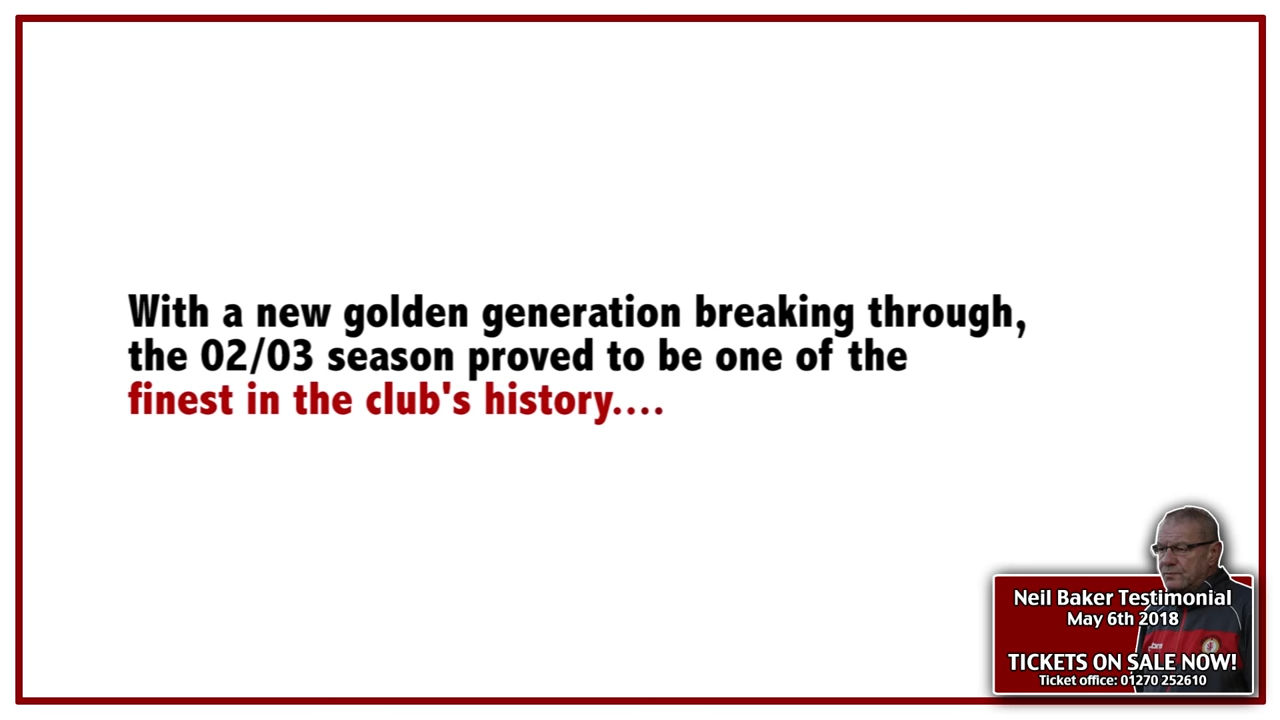 With a new golden generation breaking through,
the 02/03 season proved to be one of the
finest in the club's history....
Neil Baker Testimonial
May 6th 2018
TICKETS ON SALE NOW!
Ticket office: 01270 252610